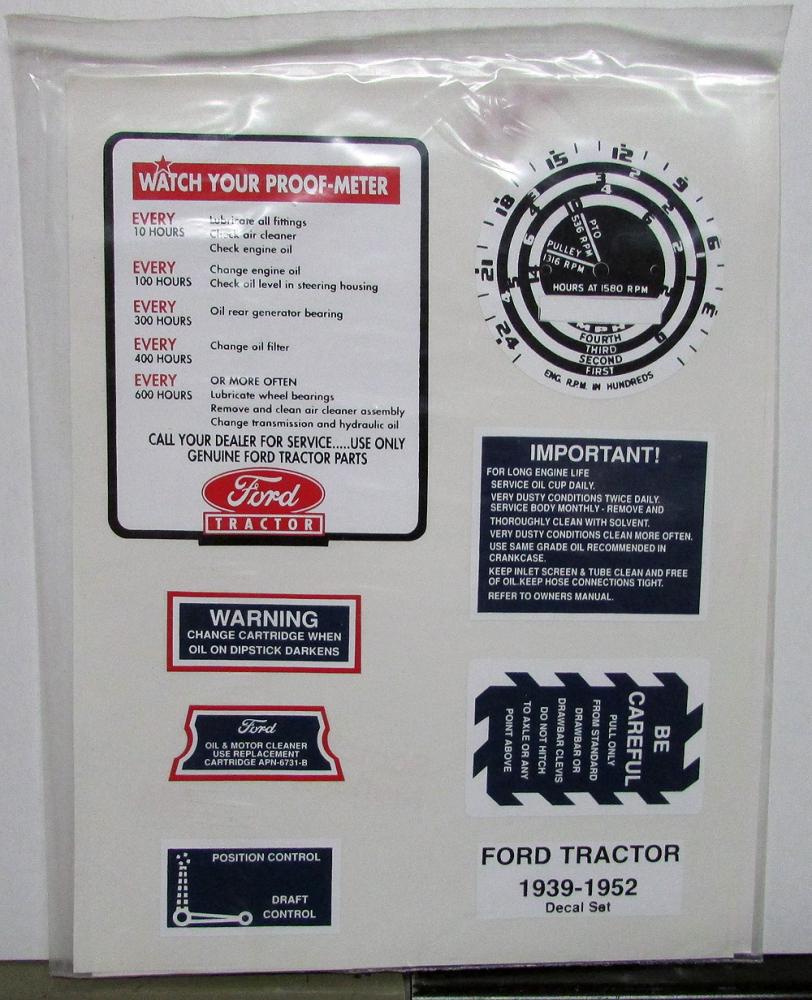 WATCH YOUR PROOF-METER
EVERY
10 HOURS
Lubricate all fittings
Check air cleaner
Check engine oil
EVERY
100 HOURS
Change engine oil
Check oil level in steering housing
EVERY
300 HOURS
Oil rear generator bearing
EVERY
400 HOURS
Change oil filter
EVERY
600 HOURS
OR MORE OFTEN
Lubricate wheel bearings
Remove and clean air cleaner assembly
Change transmission and hydraulic oil
CALL YOUR DEALER FOR SERVICE.....USE ONLY
GENUINE FORD TRACTOR PARTS
Ford
TRACTOR
WARNING
CHANGE CARTRIDGE WHEN
OIL ON DIPSTICK DARKENS
Ford
OIL & MOTOR CLEANER
USE REPLACEMENT
CARTRIDGE APN-6731-B
POSITION CONTROL
DRAFT
CONTROL
24 21 18 15 12 9 6 3 0
PTO
536 RPM
PULLEY
1316 RPM
HOURS AT 1580 RPM
MPH
FOURTH
THIRD
SECOND
FIRST
ENG. R.P.M. IN HUNDREDS
IMPORTANT!
FOR LONG ENGINE LIFE
SERVICE OIL CUP DAILY.
VERY DUSTY CONDITIONS TWICE DAILY.
SERVICE BODY MONTHLY - REMOVE AND
THOROUGHLY CLEAN WITH SOLVENT.
VERY DUSTY CONDITIONS CLEAN MORE OFTEN.
USE SAME GRADE OIL RECOMMENDED IN
CRANKCASE.
KEEP INLET SCREEN & TUBE CLEAN AND FREE
OF OIL.KEEP HOSE CONNECTIONS TIGHT.
REFER TO OWNERS MANUAL.
BE
CAREFUL
PULL ONLY
FROM STANDARD
DRAWBAR OR
DRAWBAR CLEVIS
DO NOT HITCH
TO AXLE OR ANY
POINT ABOVE
FORD TRACTOR
1939-1952
Decal Set